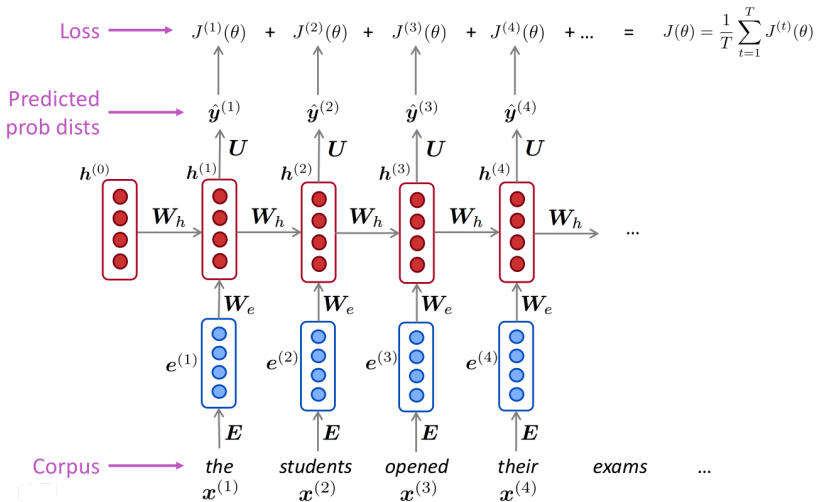 Loss J⁽¹⁾(θ) + J⁽²⁾(θ) + J⁽³⁾(θ) + J⁽⁴⁾(θ) + ... = J(θ) = 1/T ∑_{t=1}^{T} J⁽ᵗ⁾(θ)
Predicted
prob dists
ŷ⁽¹⁾ ŷ⁽²⁾ ŷ⁽³⁾ ŷ⁽⁴⁾
U U U U
h⁽⁰⁾ h⁽¹⁾ h⁽²⁾ h⁽³⁾ h⁽⁴⁾
W_h W_h W_h W_h W_h ...
W_e W_e W_e W_e
e⁽¹⁾ e⁽²⁾ e⁽³⁾ e⁽⁴⁾
E E E E
Corpus the students opened their exams ...
x⁽¹⁾ x⁽²⁾ x⁽³⁾ x⁽⁴⁾